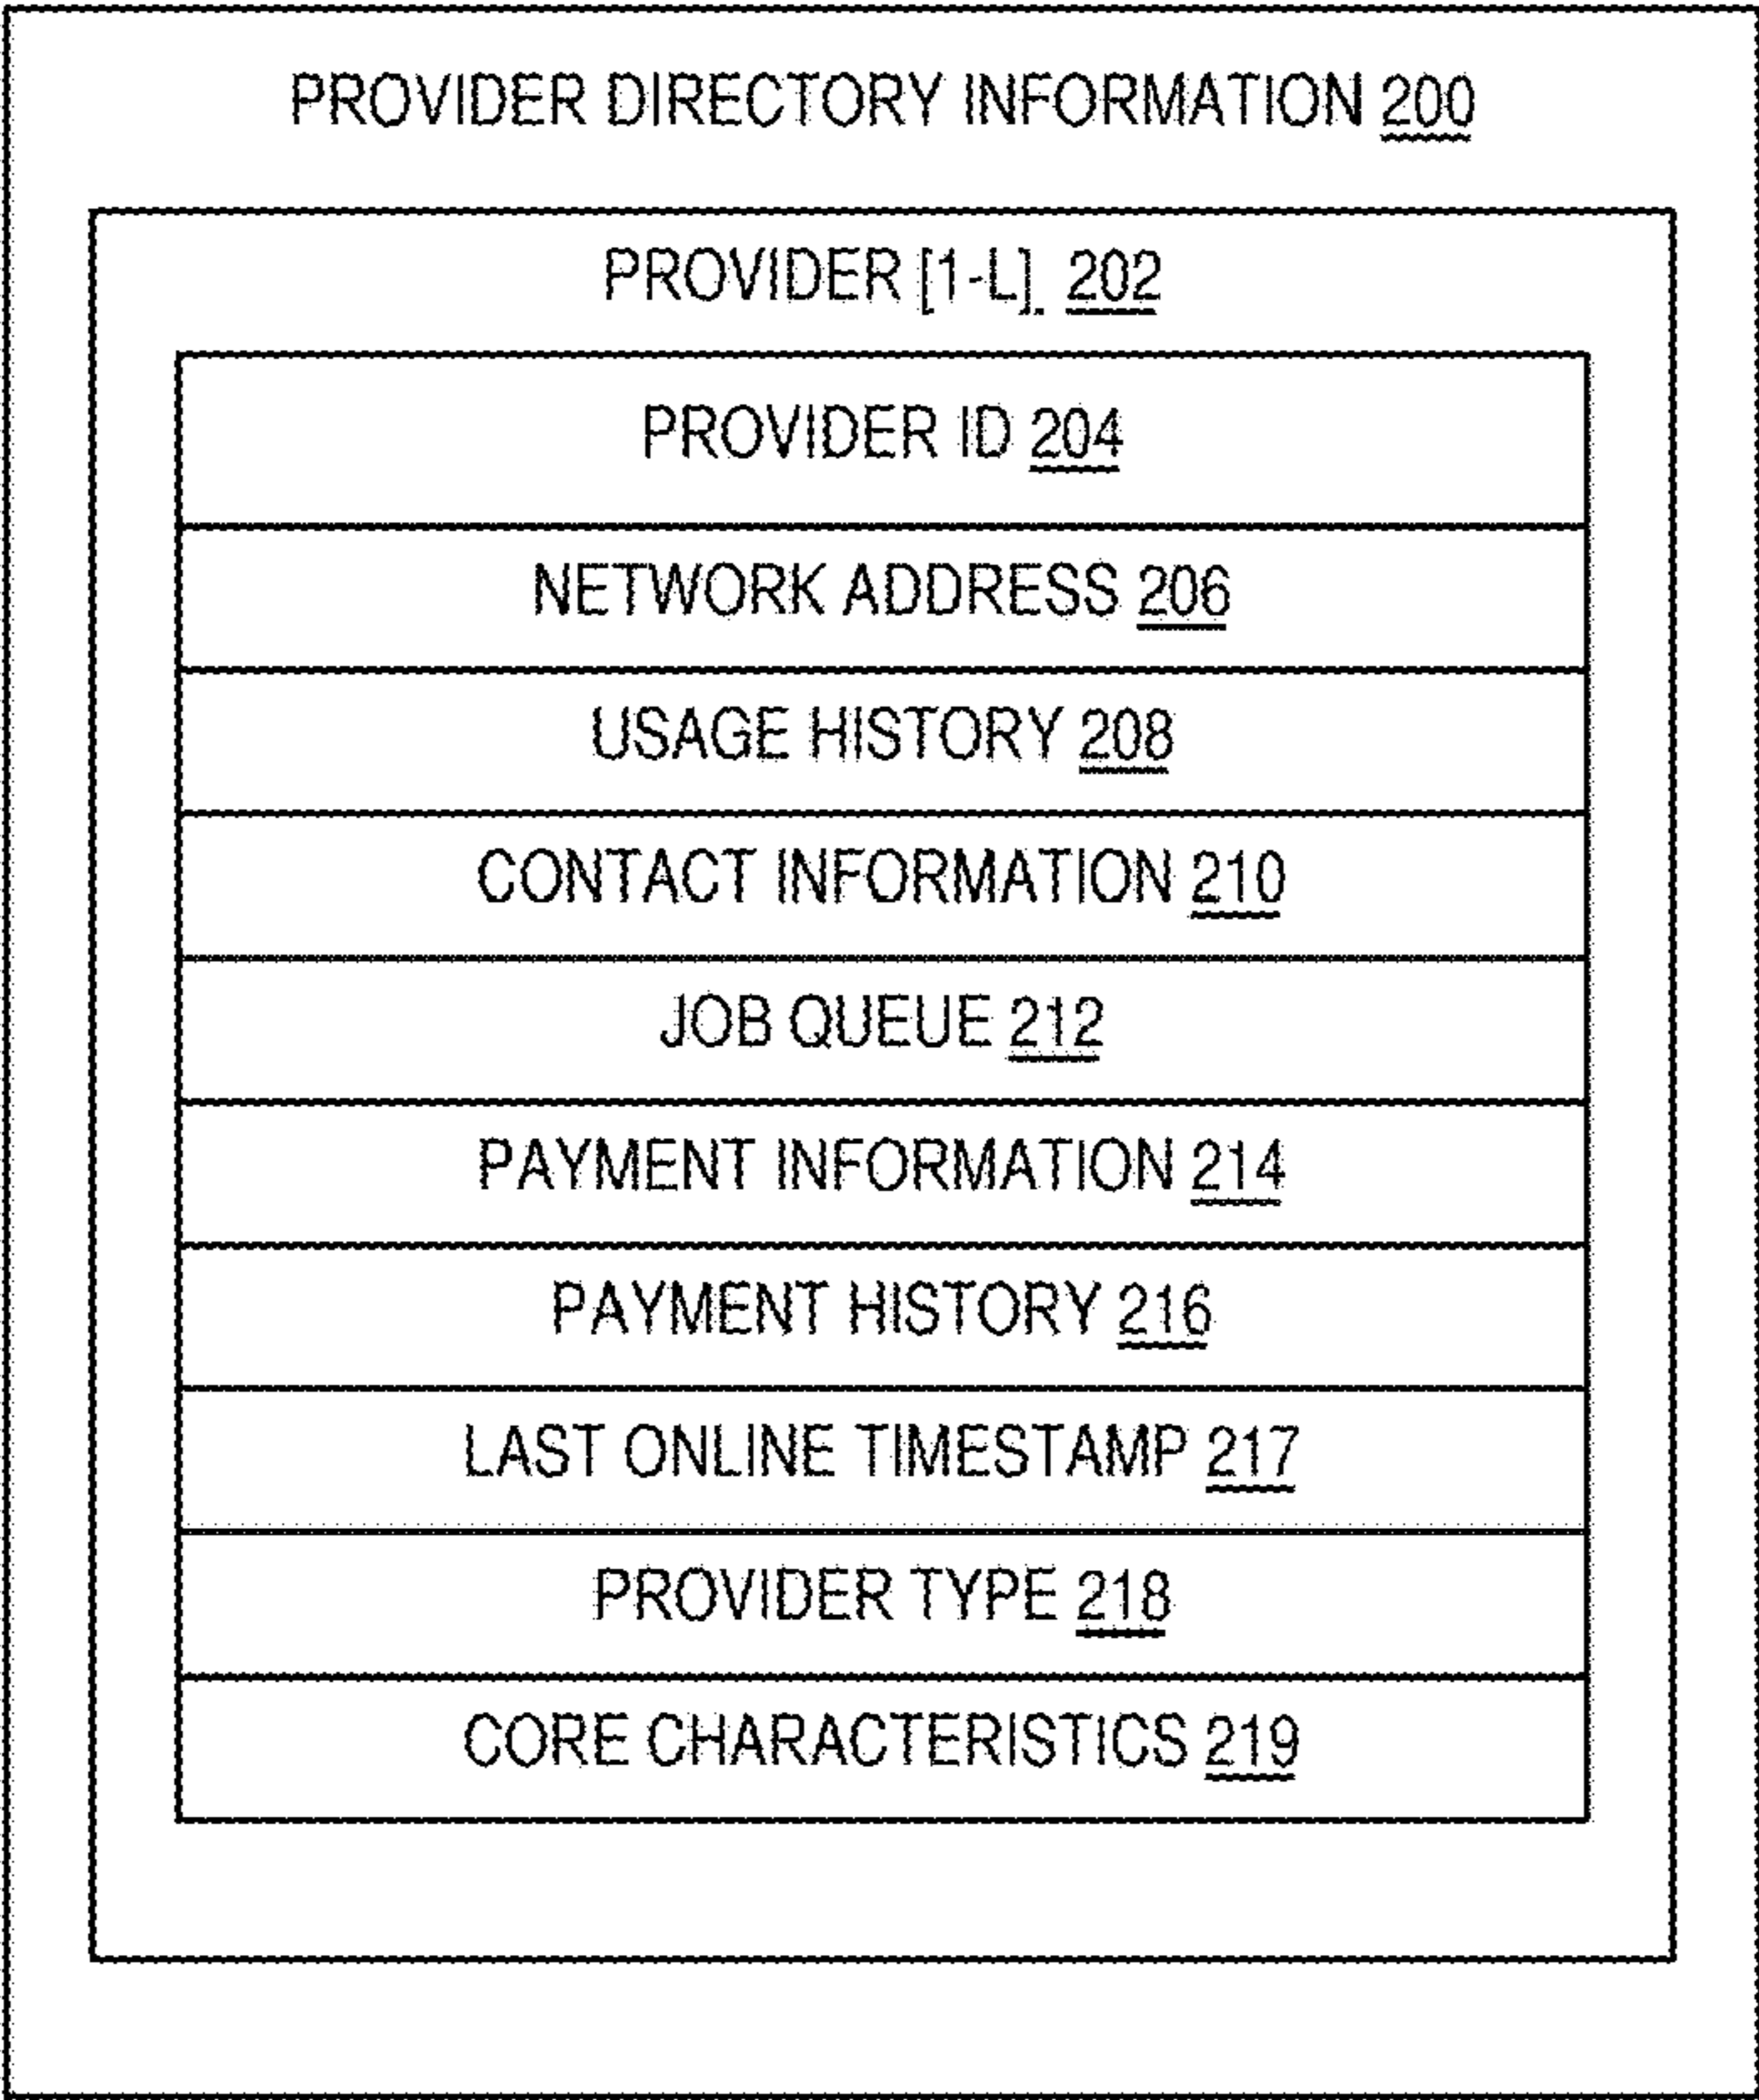 PROVIDER DIRECTORY INFORMATION 200
PROVIDER [1-L]. 202
PROVIDER ID 204
NETWORK ADDRESS 206
USAGE HISTORY 208
CONTACT INFORMATION 210
JOB QUEUE 212
PAYMENT INFORMATION 214
PAYMENT HISTORY 216
LAST ONLINE TIMESTAMP 217
PROVIDER TYPE 218
CORE CHARACTERISTICS 219